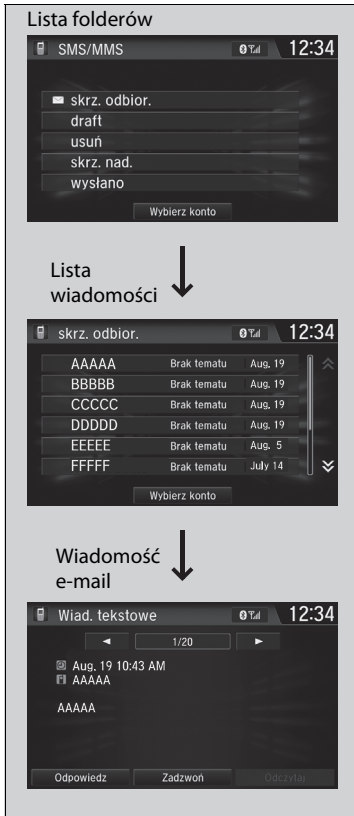 Lista folderów
SMS/MMS 12:34
skrz. odbior.
draft
usuń
skrz. nad.
wysłano
Wybierz konto
Lista
wiadomości
skrz. odbior. 12:34
AAAAA Brak tematu Aug. 19
BBBBB Brak tematu Aug. 19
CCCCC Brak tematu Aug. 19
DDDDD Brak tematu Aug. 19
EEEEE Brak tematu Aug. 5
FFFFF Brak tematu July 14
Wybierz konto
Wiadomość
e-mail
Wiad. tekstowe 12:34
1/20
Aug. 19 10:43 AM
AAAAA
AAAAA
Odpowiedz Zadzwoń Odczytaj